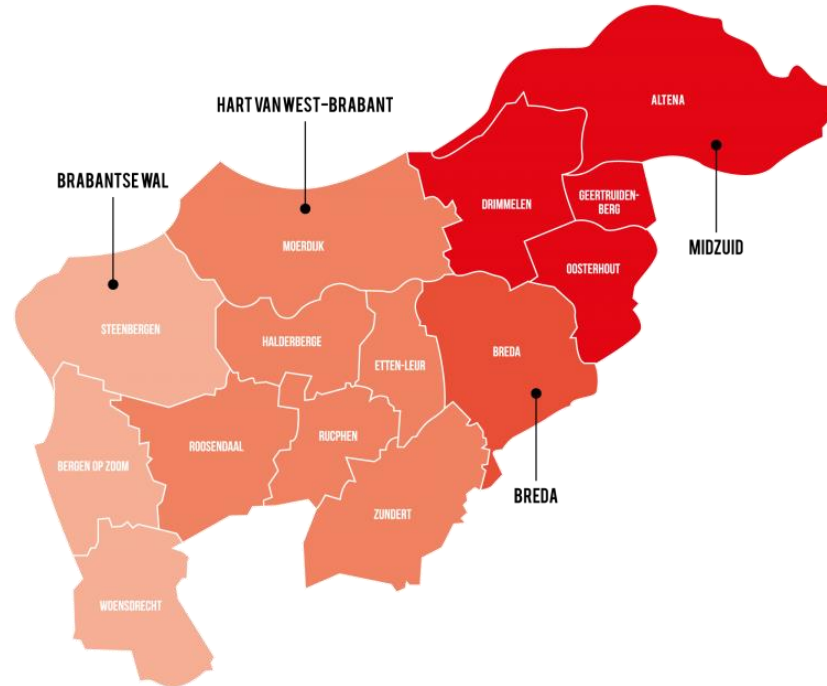 ALTENA
HART VAN WEST-BRABANT
BRABANTSE WAL
DRIMMELEN
GEERTRUIDEN-
BERG
MOERDIJK
MIDZUID
OOSTERHOUT
STEENBERGEN
HALDERBERGE
BREDA
ETTEN-LEUR
ROOSENDAAL
RUCPHEN
BERGEN OP ZOOM
BREDA
ZUNDERT
WOENSDRECHT